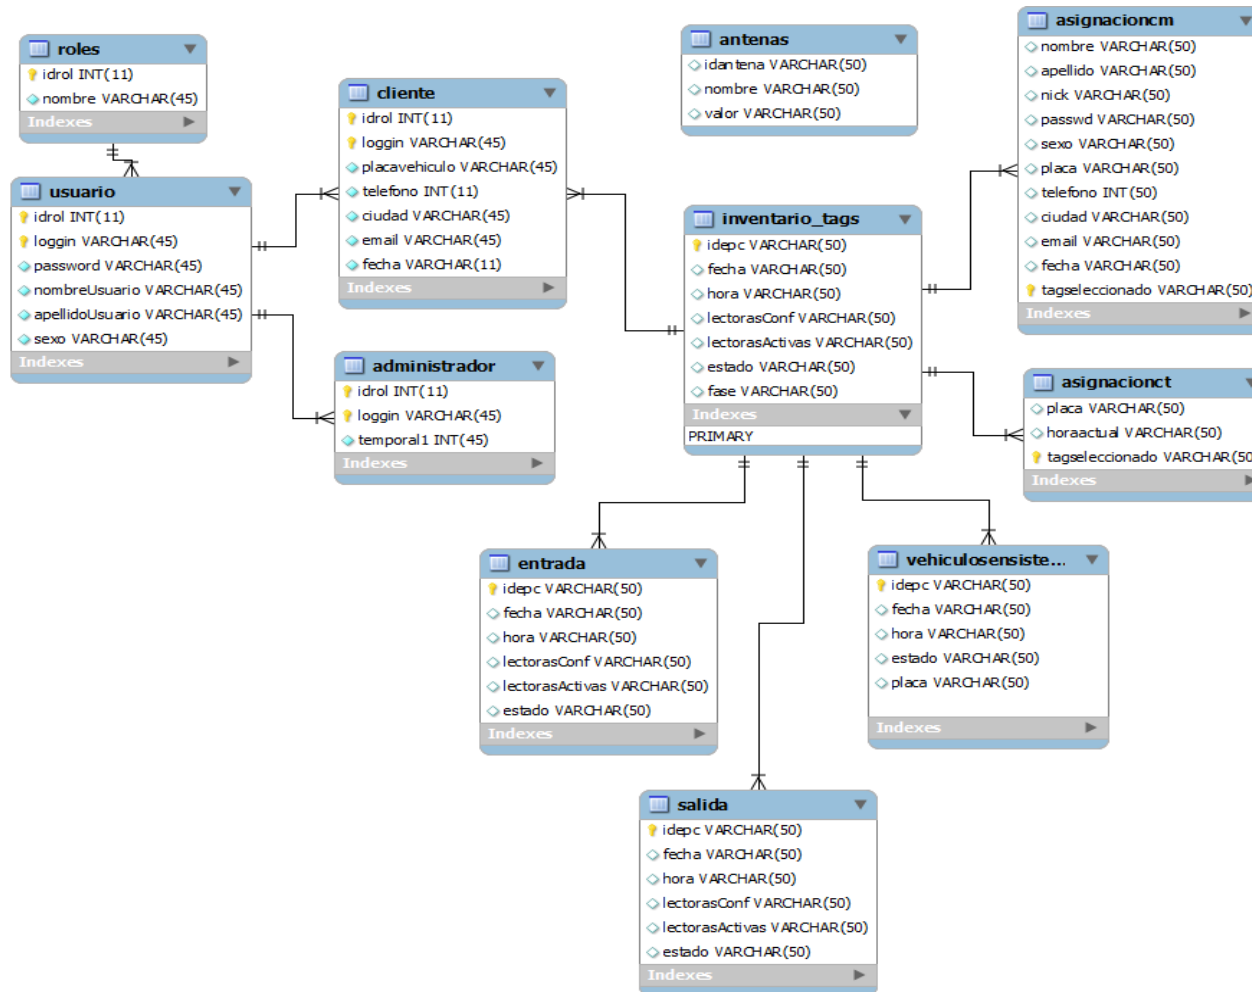 roles
idrol INT(11)
nombre VARCHAR(45)
Indexes
usuario
idrol INT(11)
loggin VARCHAR(45)
password VARCHAR(45)
nombreUsuario VARCHAR(45)
apellidoUsuario VARCHAR(45)
sexo VARCHAR(45)
Indexes
cliente
idrol INT(11)
loggin VARCHAR(45)
placavehiculo VARCHAR(45)
telefono INT(11)
ciudad VARCHAR(45)
email VARCHAR(45)
fecha VARCHAR(11)
Indexes
administrador
idrol INT(11)
loggin VARCHAR(45)
temporal1 INT(45)
Indexes
antenas
idantena VARCHAR(50)
nombre VARCHAR(50)
valor VARCHAR(50)
inventario_tags
idepc VARCHAR(50)
fecha VARCHAR(50)
hora VARCHAR(50)
lectorasConf VARCHAR(50)
lectorasActivas VARCHAR(50)
estado VARCHAR(50)
fase VARCHAR(50)
Indexes
PRIMARY
asignacioncm
nombre VARCHAR(50)
apellido VARCHAR(50)
nick VARCHAR(50)
passwd VARCHAR(50)
sexo VARCHAR(50)
placa VARCHAR(50)
telefono INT(50)
ciudad VARCHAR(50)
email VARCHAR(50)
fecha VARCHAR(50)
tagseleccionado VARCHAR(50)
Indexes
asignacionct
placa VARCHAR(50)
horaactual VARCHAR(50)
tagseleccionado VARCHAR(50
Indexes
entrada
idepc VARCHAR(50)
fecha VARCHAR(50)
hora VARCHAR(50)
lectorasConf VARCHAR(50)
lectorasActivas VARCHAR(50)
estado VARCHAR(50)
Indexes
vehiculosensiste...
idepc VARCHAR(50)
fecha VARCHAR(50)
hora VARCHAR(50)
estado VARCHAR(50)
placa VARCHAR(50)
Indexes
salida
idepc VARCHAR(50)
fecha VARCHAR(50)
hora VARCHAR(50)
lectorasConf VARCHAR(50)
lectorasActivas VARCHAR(50)
estado VARCHAR(50)
Indexes